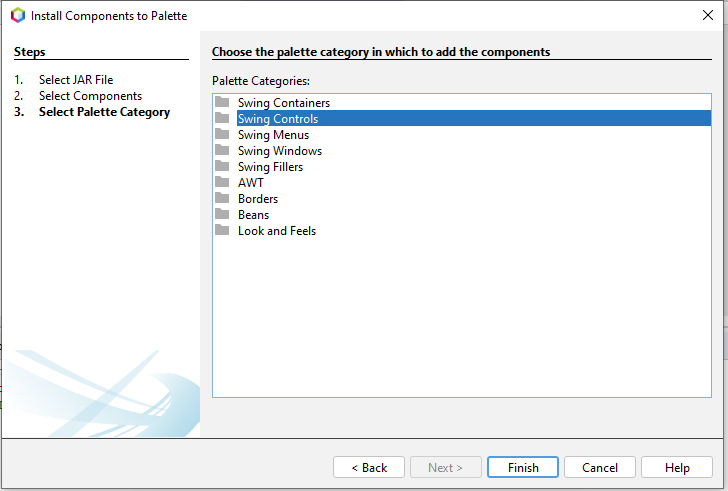 Install Components to Palette
Steps
1. Select JAR File
2. Select Components
3. Select Palette Category
Choose the palette category in which to add the components
Palette Categories:
Swing Containers
Swing Controls
Swing Menus
Swing Windows
Swing Fillers
AWT
Borders
Beans
Look and Feels
< Back
Next >
Finish
Cancel
Help